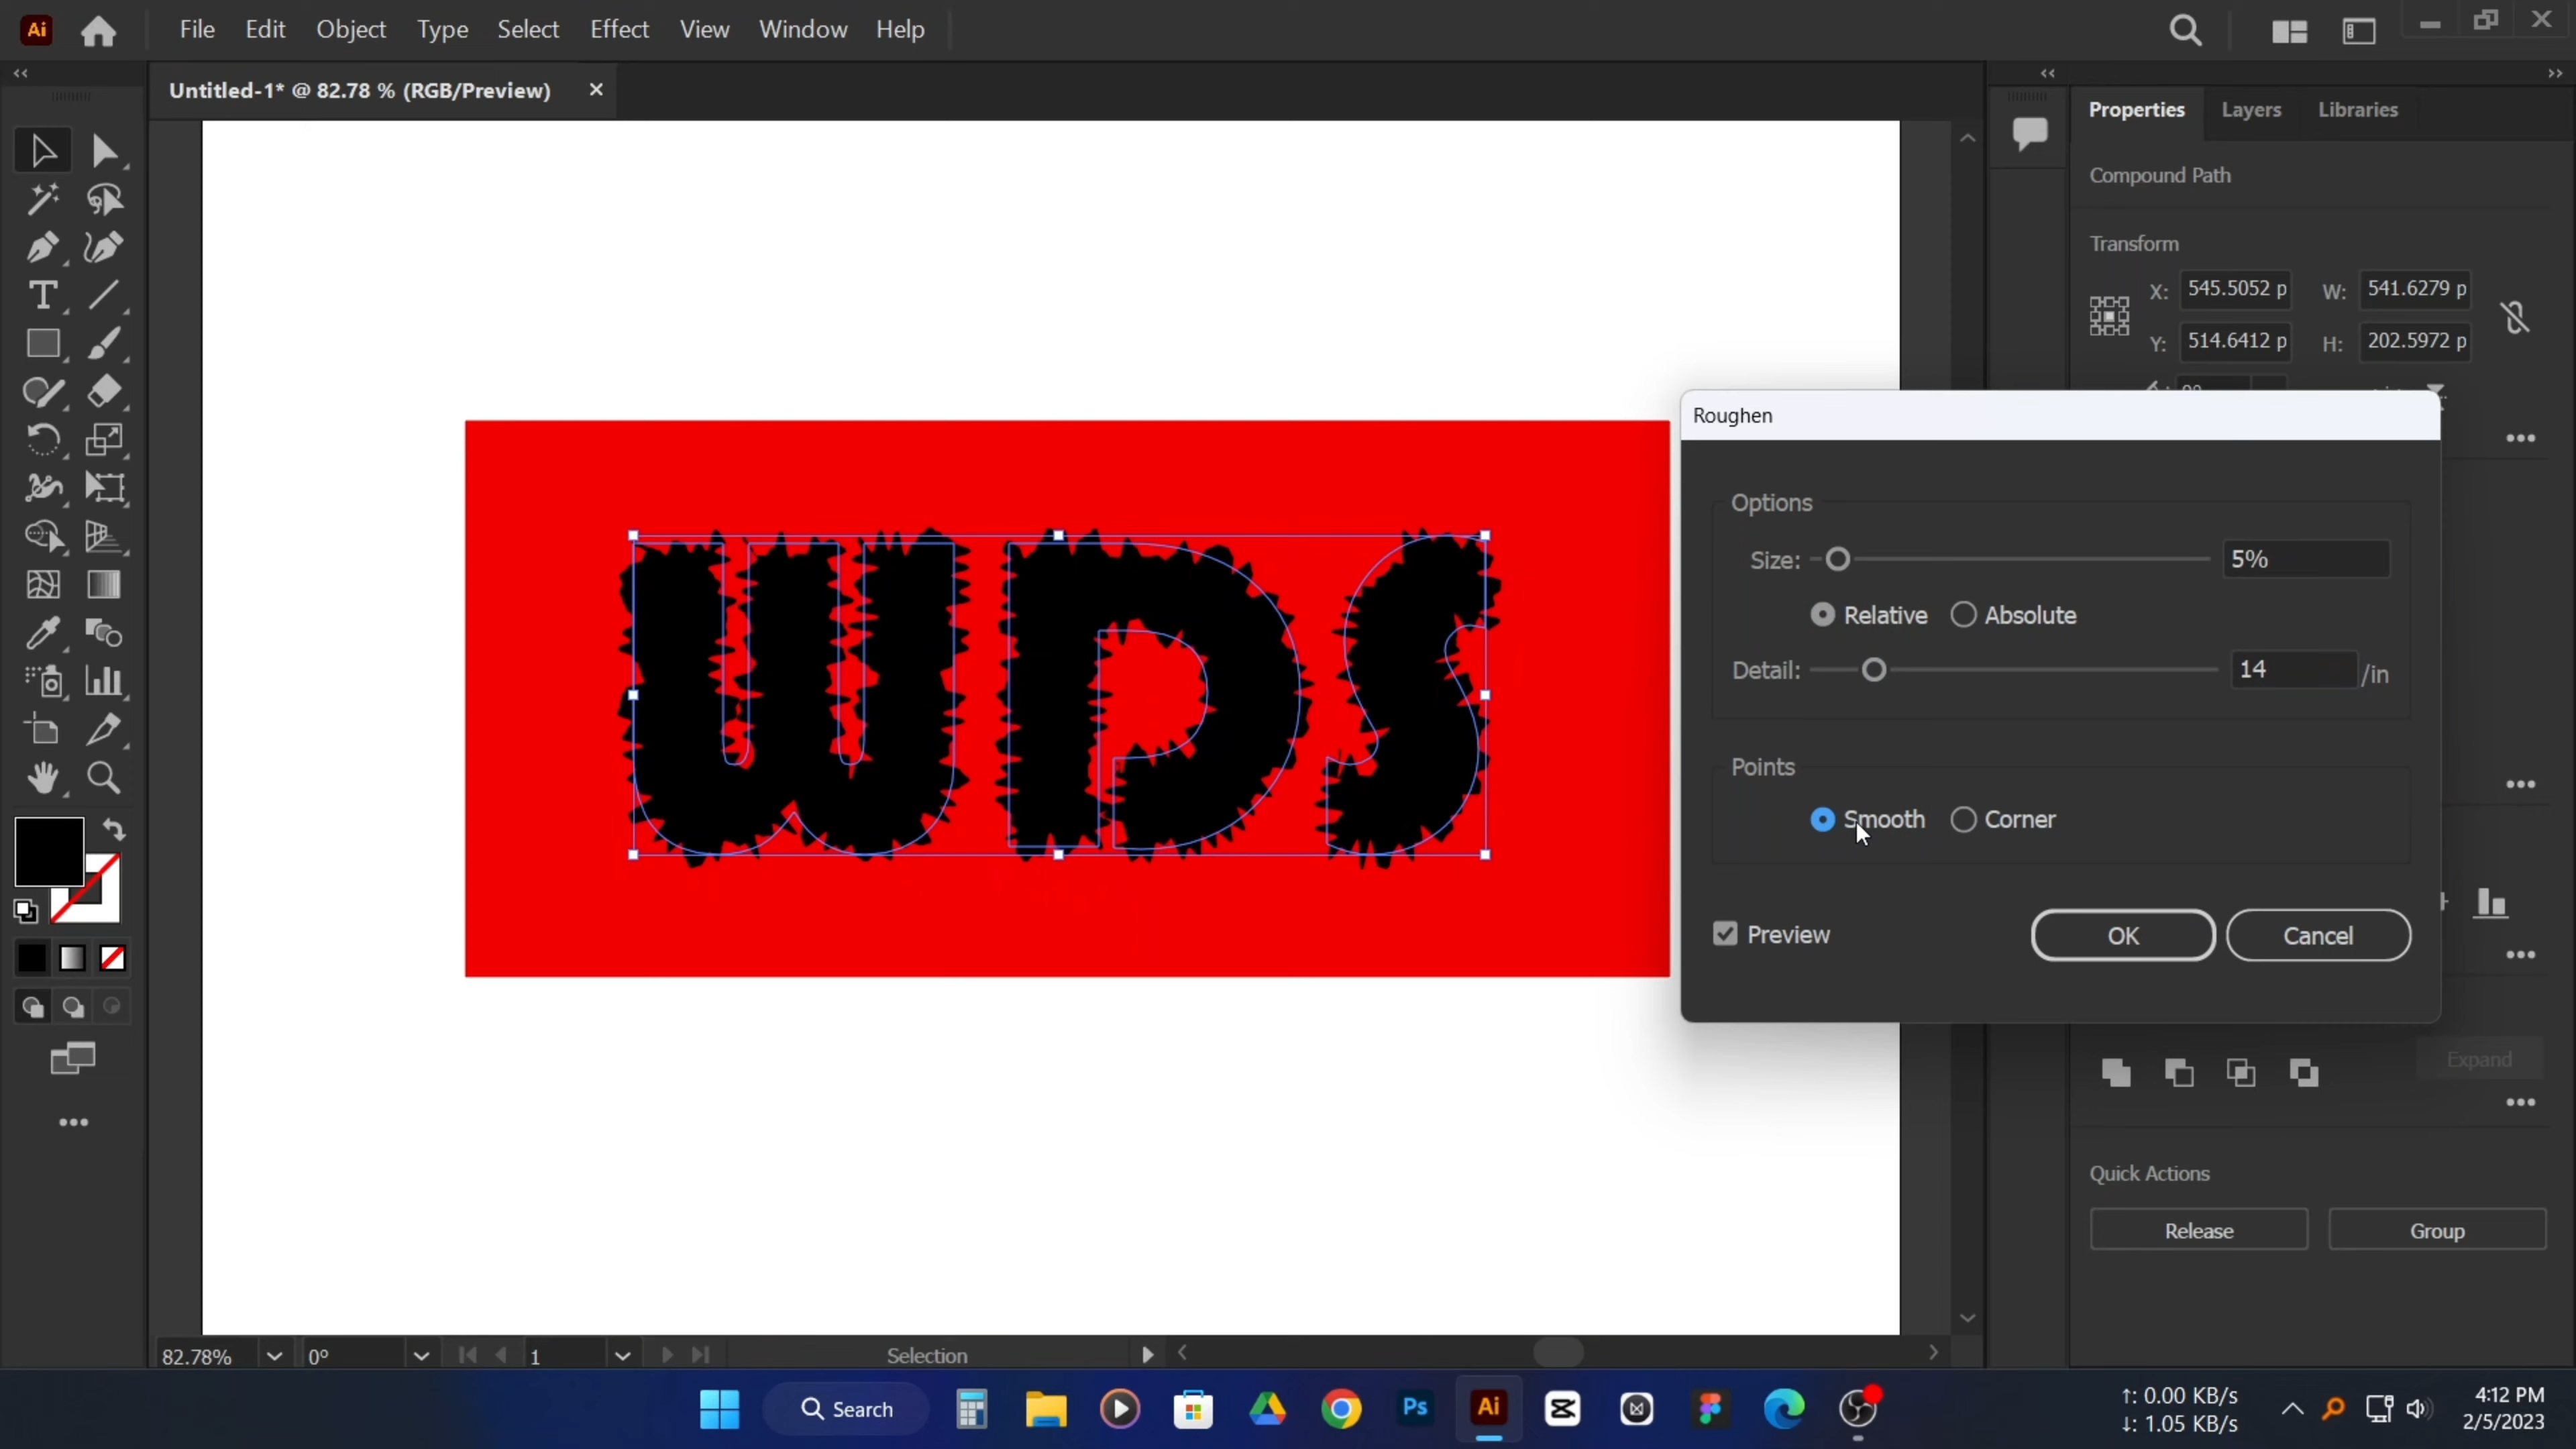 Ai File Edit Object Type Select Effect View Window Help
Untitled-1* @ 82.78 % (RGB/Preview)
Properties Layers Libraries
Compound Path
Transform
X: 545.5052 p W: 541.6279 p
Y: 514.6412 p H: 202.5972 p
Roughen
Options
Size: 5%
Relative Absolute
Detail: 14 /in
Points
Smooth Corner
Preview OK Cancel
WDS
Expand
Quick Actions
Release Group
82.78% 0° 1 Selection
Search Ps Ai
↑: 0.00 KB/s
↓: 1.05 KB/s
4:12 PM
2/5/2023